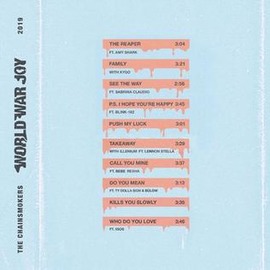 THE CHAINSMOKERS
WORLD WAR JOY
2019
THE REAPER 3:04
FT. AMY SHARK
FAMILY 3:21
WITH KYGO
SEE THE WAY 2:56
FT. SABRINA CLAUDIO
P.S. I HOPE YOU'RE HAPPY 3:45
FT. BLINK-182
PUSH MY LUCK 3:01
TAKEAWAY
WITH ILLENIUM FT. LENNON STELLA
CALL YOU MINE 3:37
FT. BEBE REXHA
DO YOU MEAN 3:13
FT. TY DOLLA $IGN & BÜLOW
KILLS YOU SLOWLY 3:35
WHO DO YOU LOVE 3:46
FT. 5SOS